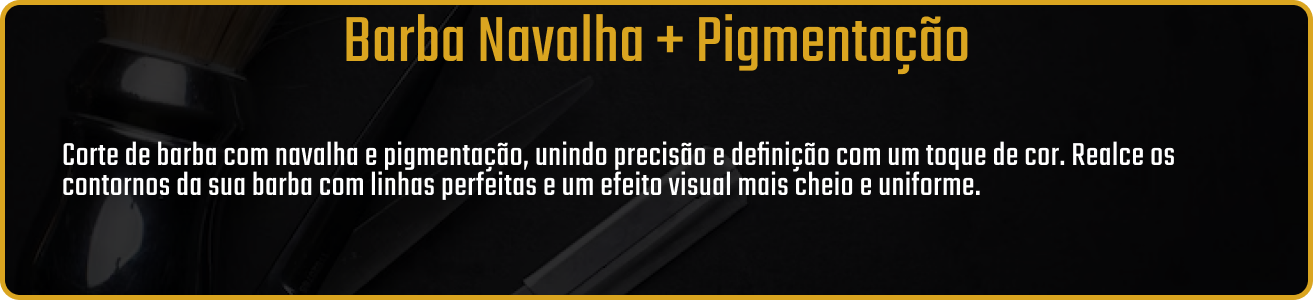 Barba Navalha + Pigmentação
Corte de barba com navalha e pigmentação, unindo precisão e definição com um toque de cor. Realce os
contornos da sua barba com linhas perfeitas e um efeito visual mais cheio e uniforme.